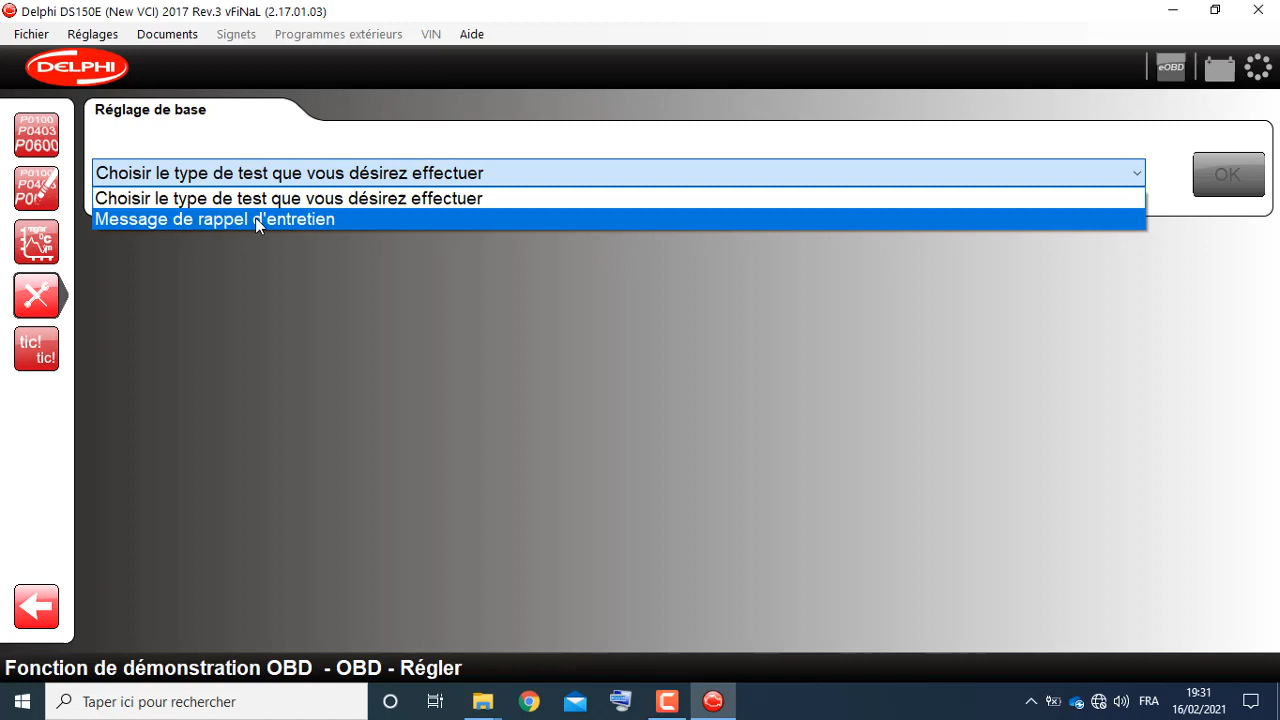 Delphi DS150E (New VCI) 2017 Rev.3 vFiNaL (2.17.01.03)
Fichier Réglages Documents Signets Programmes extérieurs VIN Aide
DELPHI
eOBD
Réglage de base
P0100
P0403
P0600
Choisir le type de test que vous désirez effectuer
OK
Choisir le type de test que vous désirez effectuer
Message de rappel d'entretien
P0100
tic!
tic!
Fonction de démonstration OBD - OBD - Régler
Taper ici pour rechercher
FRA
19:31
16/02/2021